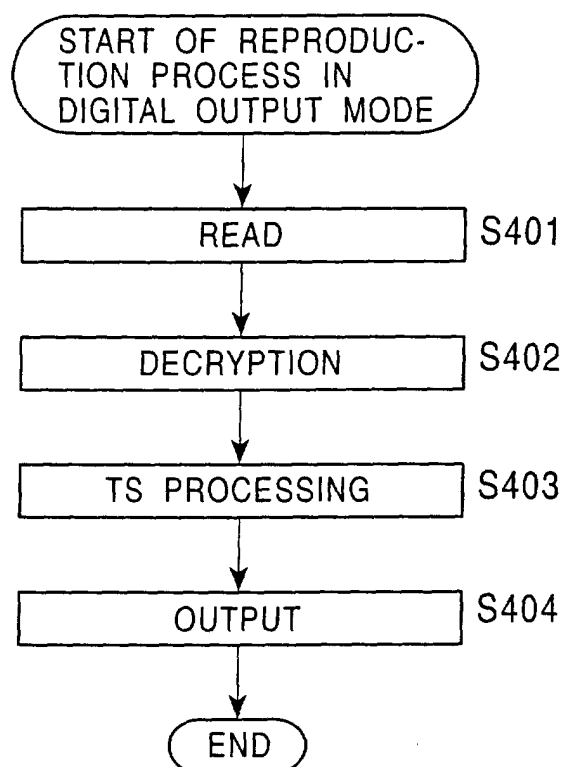 START OF REPRODUC-
TION PROCESS IN
DIGITAL OUTPUT MODE
READ S401
DECRYPTION S402
TS PROCESSING S403
OUTPUT S404
END